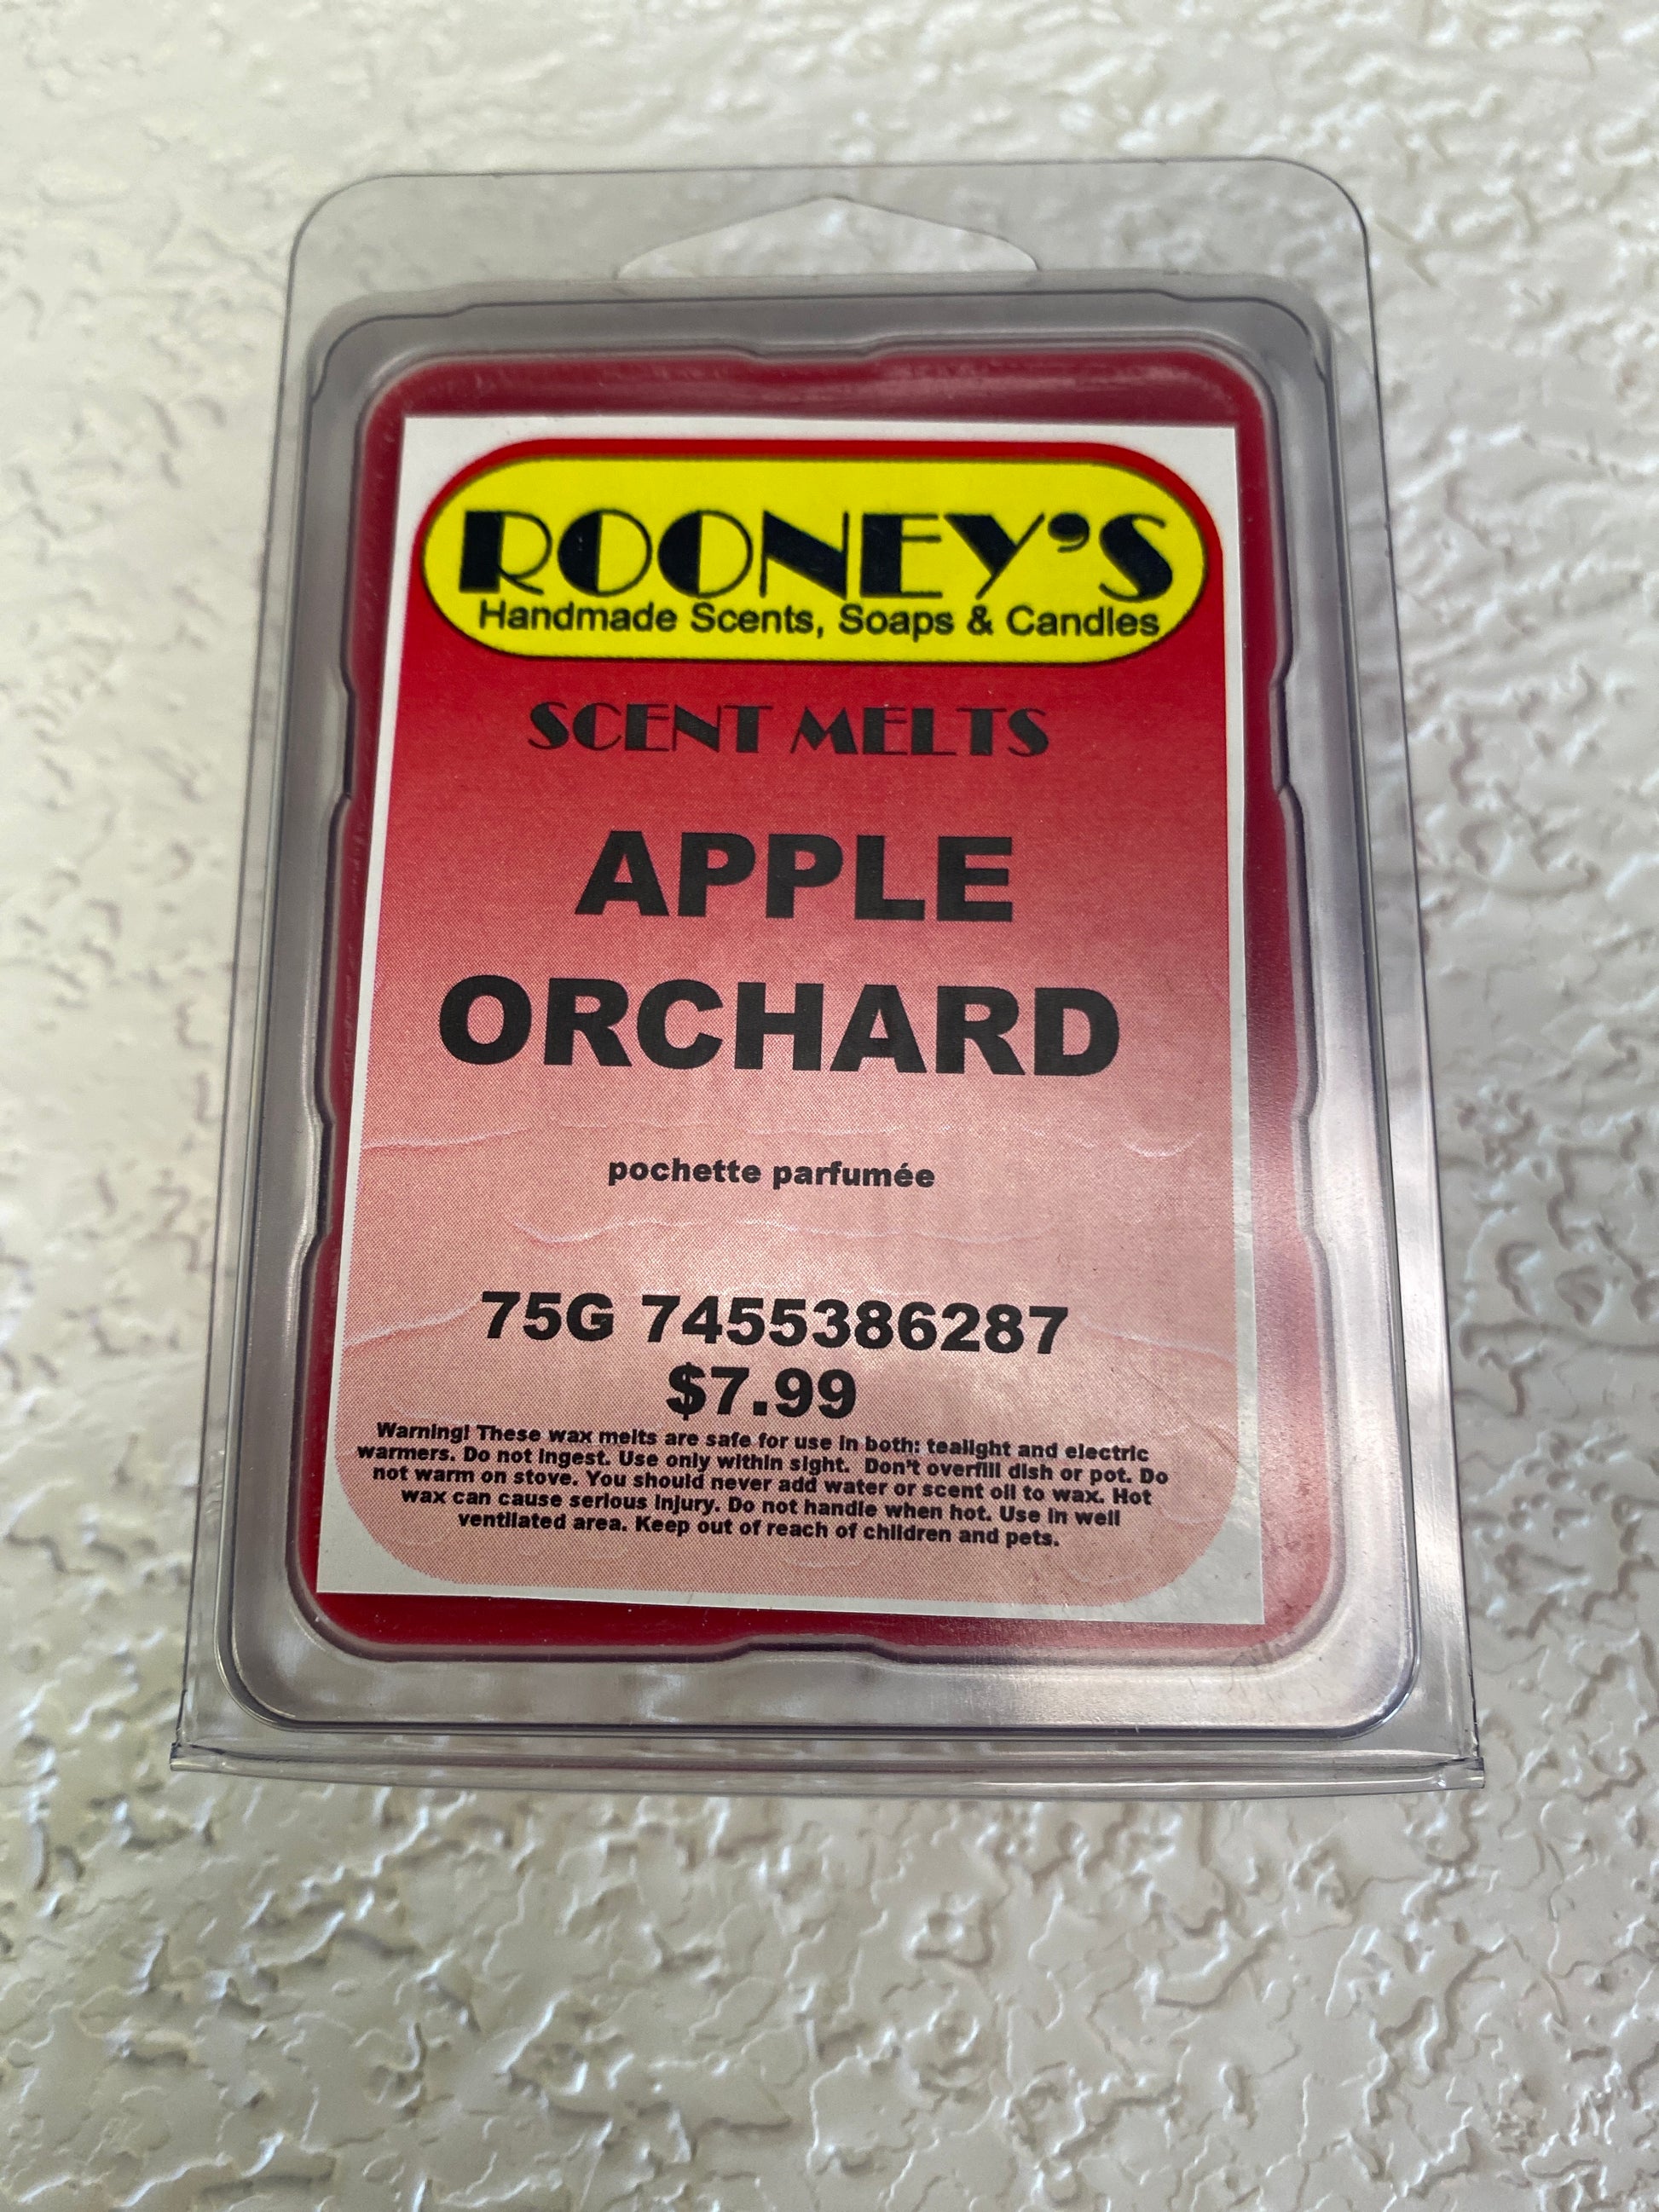 ROONEY'S
Handmade Scents, Soaps & Candles
SCENT MELTS
APPLE
ORCHARD
pochette parfumée
75G 7455386287
$7.99
Warning! These wax melts are safe for use in both: tealight and electric
warmers. Do not ingest. Use only within sight. Don't overfill dish or pot. Do
not warm on stove. You should never add water or scent oil to wax. Hot
wax can cause serious injury. Do not handle when hot. Use in well
ventilated area. Keep out of reach of children and pets.